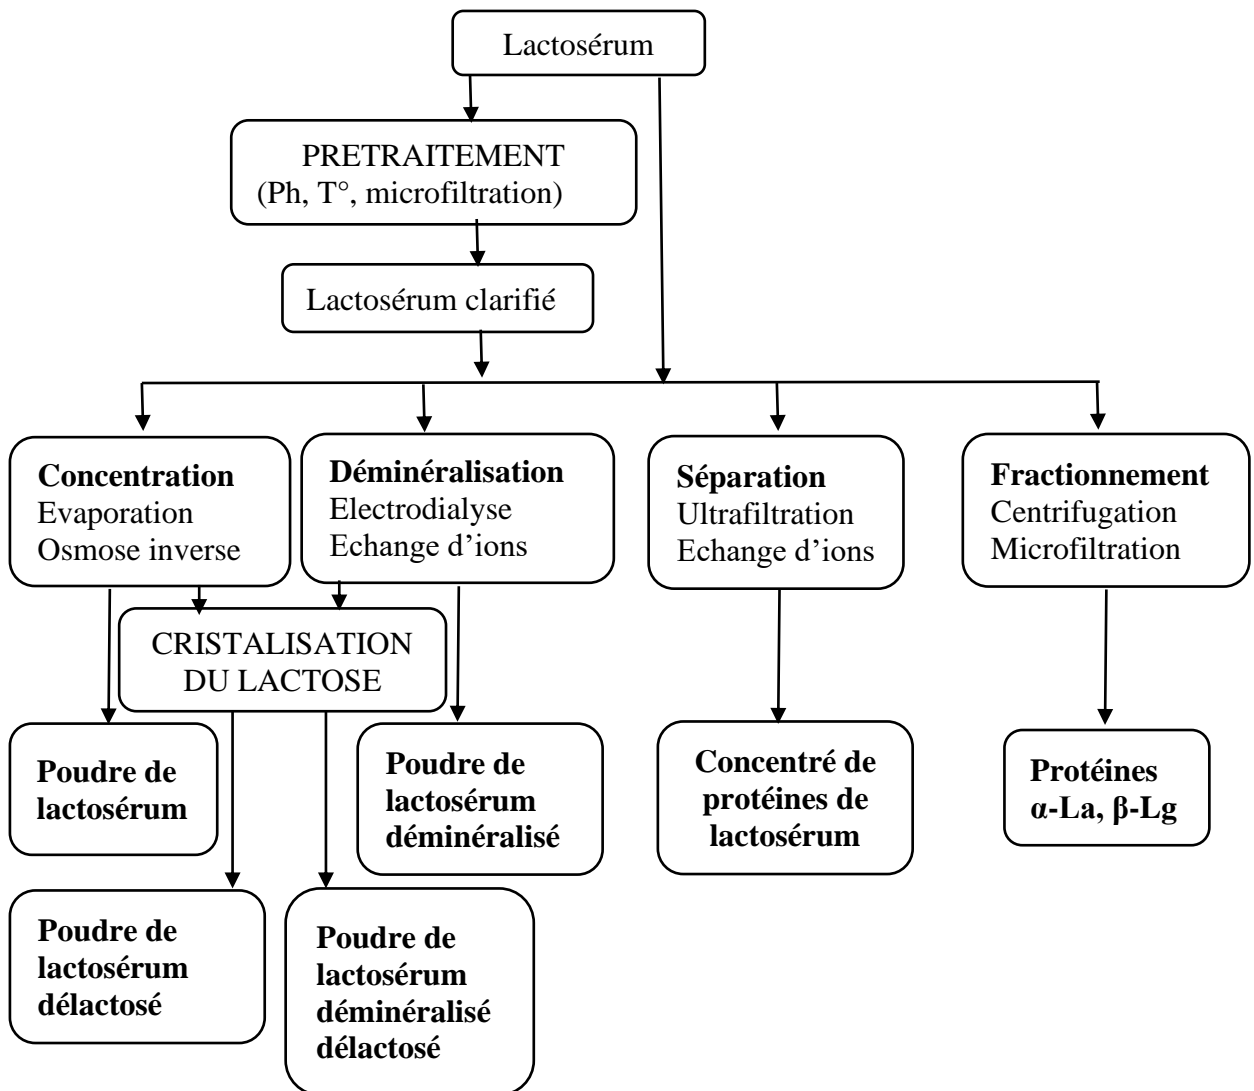 Lactosérum
PRETRAITEMENT
(Ph, T°, microfiltration)
Lactosérum clarifié
Concentration
Evaporation
Osmose inverse
Déminéralisation
Electrodialyse
Echange d’ions
Séparation
Ultrafiltration
Echange d’ions
Fractionnement
Centrifugation
Microfiltration
CRISTALISATION
DU LACTOSE
Poudre de
lactosérum
Poudre de
lactosérum
déminéralisé
Concentré de
protéines de
lactosérum
Protéines
α-La, β-Lg
Poudre de
lactosérum
délactosé
Poudre de
lactosérum
déminéralisé
délactosé